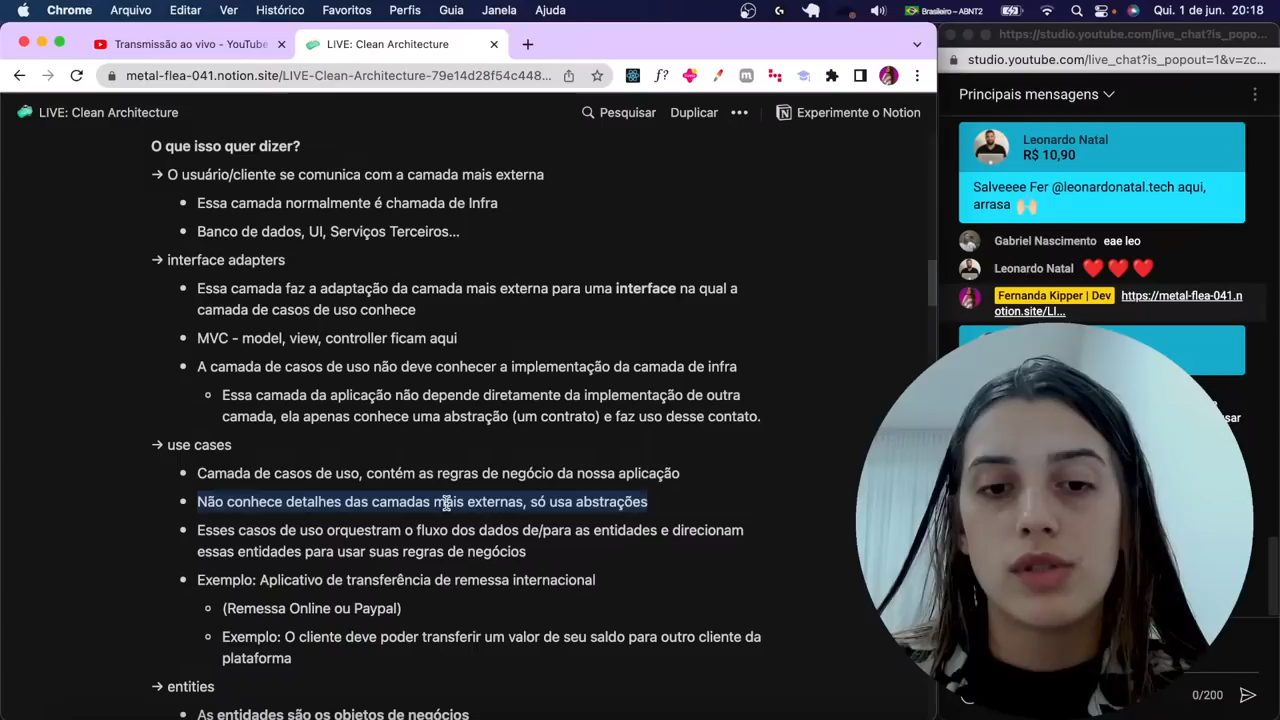 Chrome Arquivo Editar Ver Histórico Favoritos Perfis Guia Janela Ajuda
Brasileiro – ABNT2
Qui. 1 de jun. 20:18
Transmissão ao vivo - YouTube
LIVE: Clean Architecture
metal-flea-041.notion.site/LIVE-Clean-Architecture-79e14d28f54c448...
LIVE: Clean Architecture
Pesquisar Duplicar ••• Experimente o Notion
O que isso quer dizer?
→ O usuário/cliente se comunica com a camada mais externa
• Essa camada normalmente é chamada de Infra
• Banco de dados, UI, Serviços Terceiros...
→ interface adapters
• Essa camada faz a adaptação da camada mais externa para uma interface na qual a
camada de casos de uso conhece
• MVC - model, view, controller ficam aqui
• A camada de casos de uso não deve conhecer a implementação da camada de infra
◦ Essa camada da aplicação não depende diretamente da implementação de outra
camada, ela apenas conhece uma abstração (um contrato) e faz uso desse contato.
→ use cases
• Camada de casos de uso, contém as regras de negócio da nossa aplicação
• Não conhece detalhes das camadas mais externas, só usa abstrações
• Esses casos de uso orquestram o fluxo dos dados de/para as entidades e direcionam
essas entidades para usar suas regras de negócios
• Exemplo: Aplicativo de transferência de remessa internacional
◦ (Remessa Online ou Paypal)
◦ Exemplo: O cliente deve poder transferir um valor de seu saldo para outro cliente da
plataforma
→ entities
• As entidades são os objetos de negócios
https://studio.youtube.com/live_chat?is_popo...
studio.youtube.com/live_chat?is_popout=1&v=zc...
Principais mensagens
Leonardo Natal
R$ 10,90
Salveeee Fer @leonardonatal.tech aqui,
arrasa 🙌🏻
Gabriel Nascimento eae leo
Leonardo Natal ❤️❤️❤️
Fernanda Kipper | Dev https://metal-flea-041.n
otion.site/LI...
sar
0/200